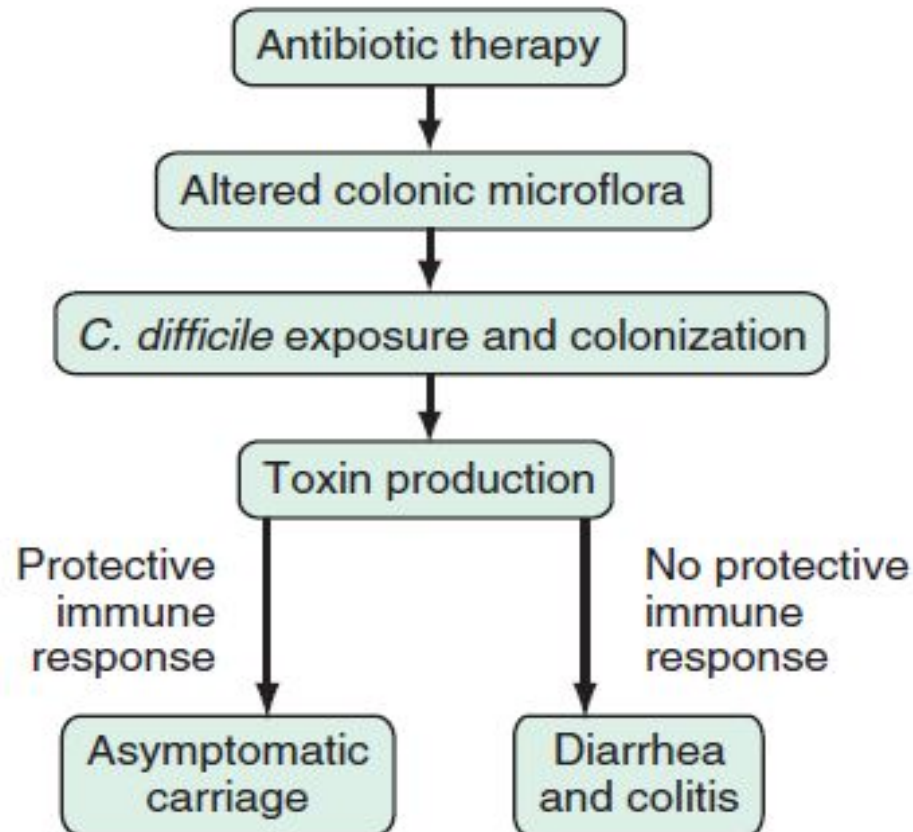 Antibiotic therapy
Altered colonic microflora
C. difficile exposure and colonization
Toxin production
Protective
immune
response
No protective
immune
response
Asymptomatic
carriage
Diarrhea
and colitis